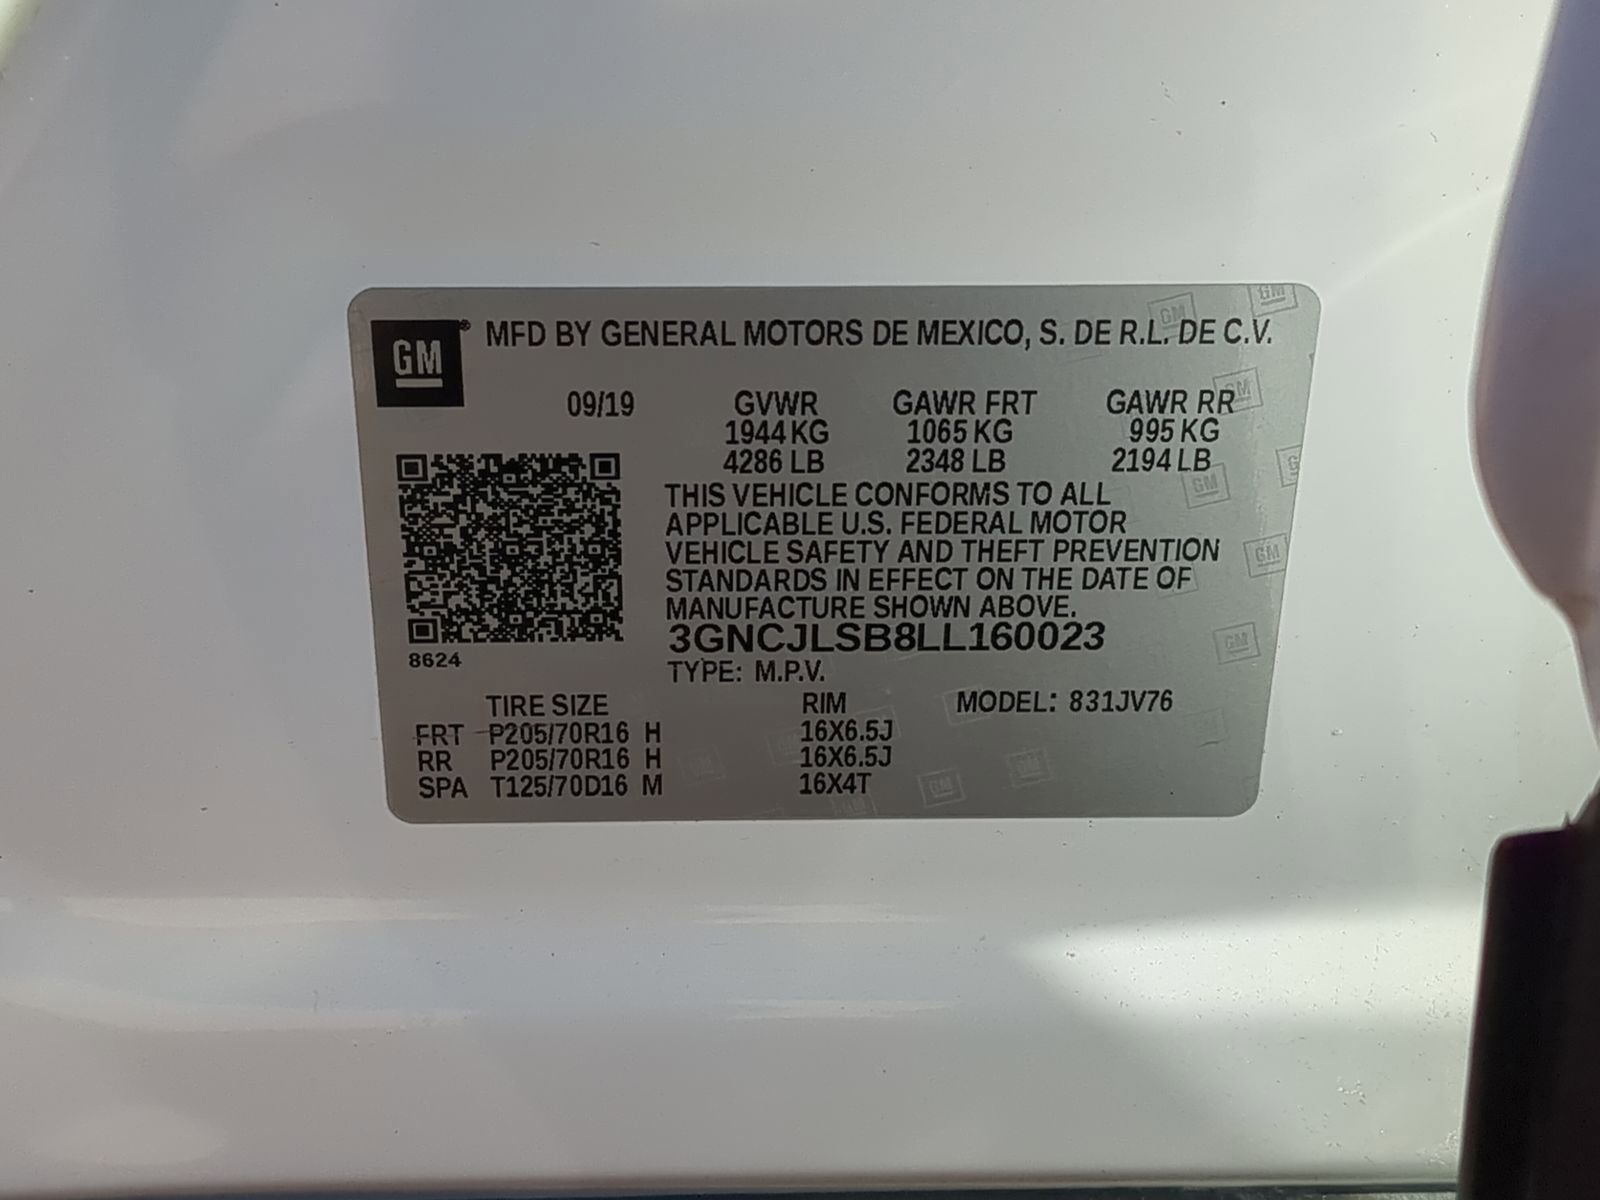 GM ® MFD BY GENERAL MOTORS DE MEXICO, S. DE R.L. DE C.V.
09/19 GVWR GAWR FRT GAWR RR
1944 KG 1065 KG 995 KG
4286 LB 2348 LB 2194 LB
THIS VEHICLE CONFORMS TO ALL
APPLICABLE U.S. FEDERAL MOTOR
VEHICLE SAFETY AND THEFT PREVENTION
STANDARDS IN EFFECT ON THE DATE OF
MANUFACTURE SHOWN ABOVE.
3GNCJLSB8LL160023
8624
TYPE: M.P.V.
TIRE SIZE RIM MODEL: 831JV76
FRT P205/70R16 H 16X6.5J
RR P205/70R16 H 16X6.5J
SPA T125/70D16 M 16X4T